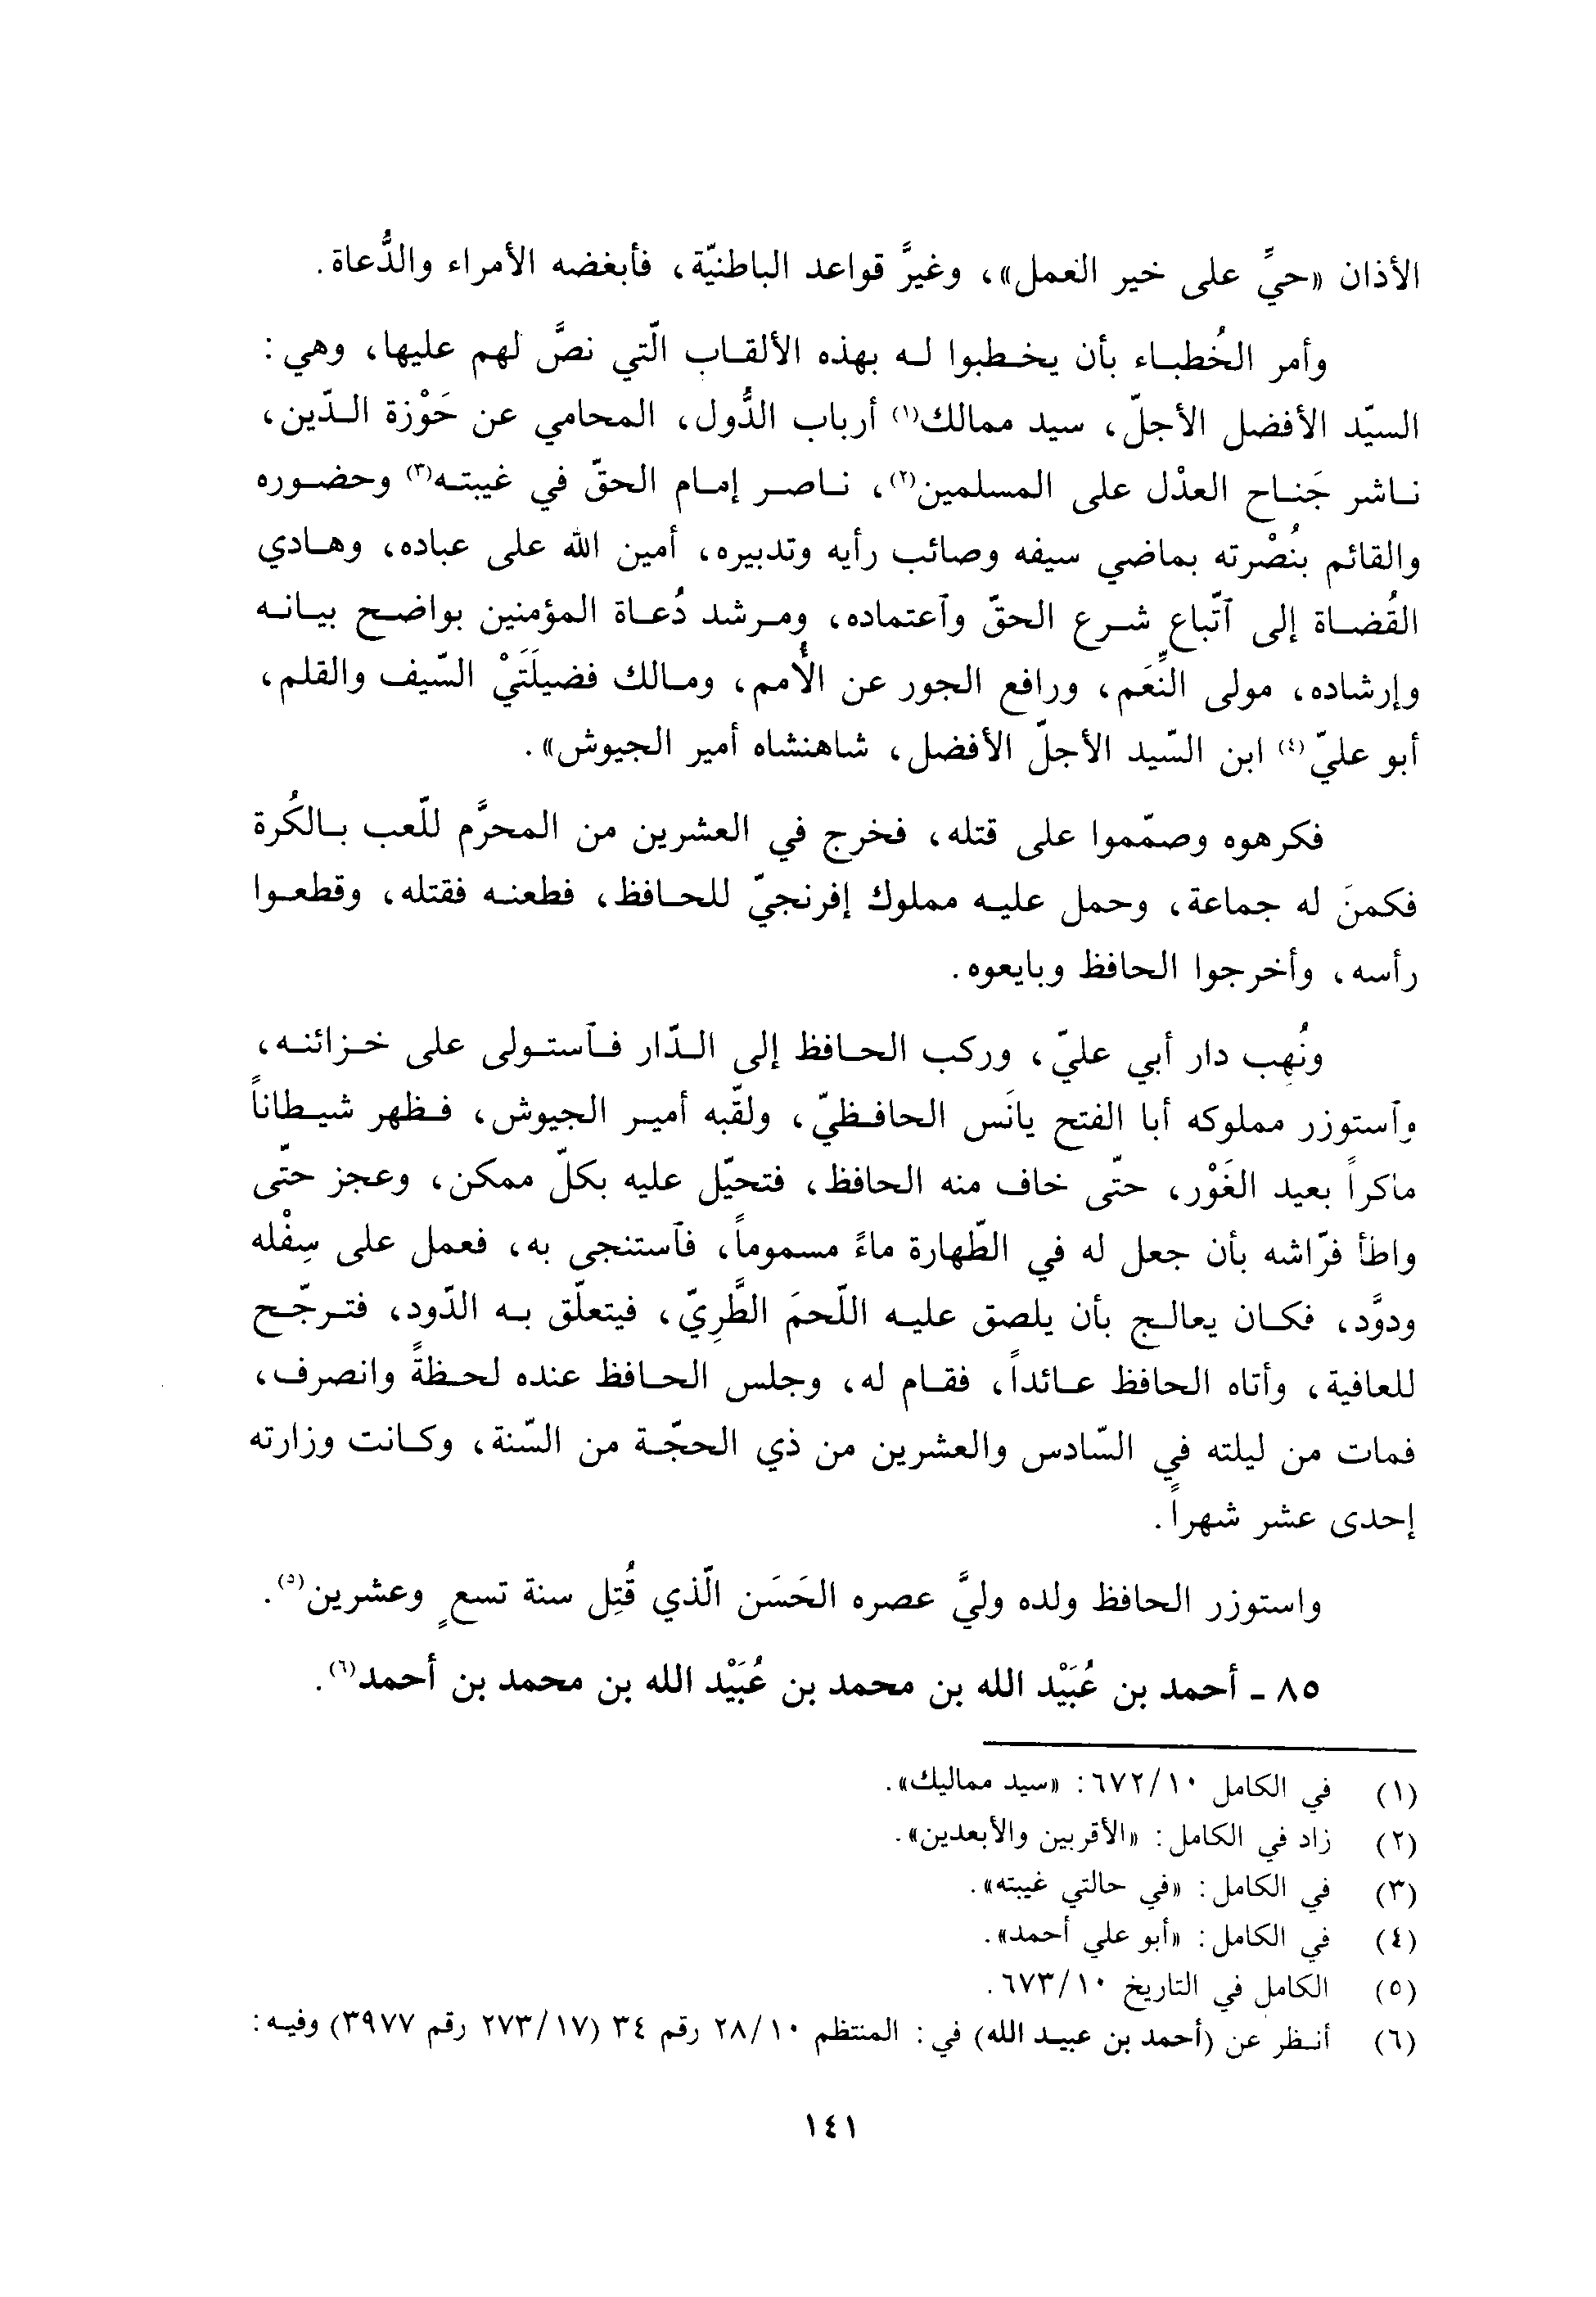 الأذان «حيِّ على خير العمل»، وغيرَّ قواعد الباطنيّة، فأبغضه الأمراء والدُّعاة.
وأمر الخُطباء بأن يخطبوا له بهذه الألقاب الّتي نصَّ لهم عليها، وهي:
السيّد الأفضل الأجلّ، سيد ممالك(١) أرباب الدُّول، المحامي عن حَوْزة الدّين،
ناشر جَناح العدْل على المسلمين(٢)، ناصر إمام الحقّ في غيبته(٣) وحضوره
والقائم بنُصْرته بماضي سيفه وصائب رأيه وتدبيره، أمين الله على عباده، وهادي
القُضاة إلى ٱتّباع شرع الحقّ وٱعتماده، ومرشد دُعاة المؤمنين بواضح بيانه
وإرشاده، مولى النِّعَم، ورافع الجور عن الأُمم، ومالك فضيلَتَيْ السّيف والقلم،
أبو عليّ(٤) ابن السّيد الأجلّ الأفضل، شاهنشاه أمير الجيوش».
فكرهوه وصمّموا على قتله، فخرج في العشرين من المحرَّم للّعب بالكُرة
فكمنَ له جماعة، وحمل عليه مملوك إفرنجيّ للحافظ، فطعنه فقتله، وقطعوا
رأسه، وأخرجوا الحافظ وبايعوه.
ونُهِب دار أبي عليّ، وركب الحافظ إلى الدّار فٱستولى على خزائنه،
وٱستوزر مملوكه أبا الفتح يانَس الحافظيّ، ولقّبه أمير الجيوش، فظهر شيطاناً
ماكراً بعيد الغَوْر، حتّى خاف منه الحافظ، فتحيّل عليه بكلّ ممكن، وعجز حتّى
واطأ فرّاشه بأن جعل له في الطّهارة ماءً مسموماً، فٱستنجى به، فعمل على سِفْله
ودوَّد، فكان يعالج بأن يلصق عليه اللّحمَ الطَّرِيّ، فيتعلّق به الدّود، فترجّح
للعافية، وأتاه الحافظ عائداً، فقام له، وجلس الحافظ عنده لحظةً وانصرف،
فمات من ليلته في السّادس والعشرين من ذي الحجّة من السّنة، وكانت وزارته
إحدى عشر شهراً.
واستوزر الحافظ ولده وليَّ عصره الحَسَن الّذي قُتِل سنة تسعٍ وعشرين(٥).
٨٥ ـ أحمد بن عُبَيْد الله بن محمد بن عُبَيْد الله بن محمد بن أحمد(٦).
(١) في الكامل ٦٧٢/١٠: «سيد مماليك».
(٢) زاد في الكامل: «الأقربين والأبعدين».
(٣) في الكامل: «في حالتي غيبته».
(٤) في الكامل: «أبو علي أحمد».
(٥) الكامل في التاريخ ٦٧٣/١٠.
(٦) أنظر عن (أحمد بن عبيد الله) في: المنتظم ٢٨/١٠ رقم ٣٤ (٢٧٣/١٧ رقم ٣٩٧٧) وفيه:
١٤١